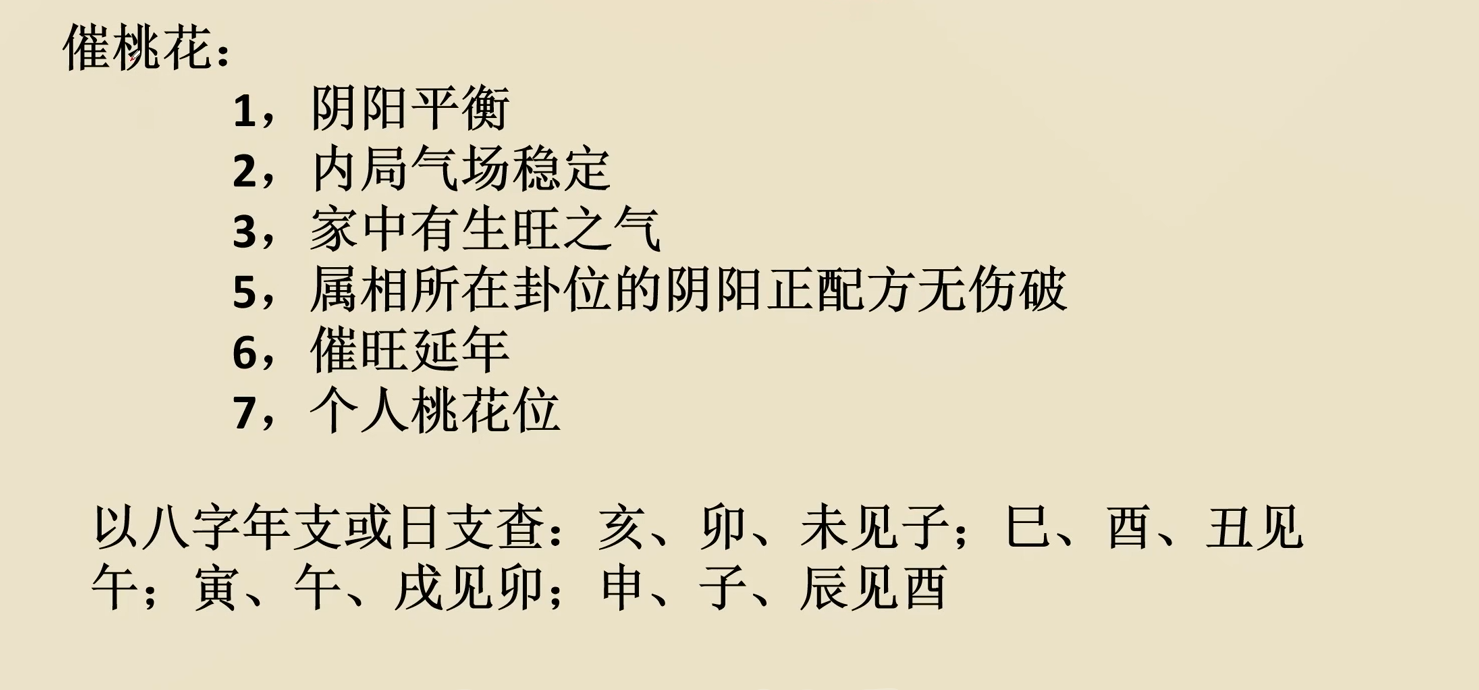 催桃花：
1，阴阳平衡
2，内局气场稳定
3，家中有生旺之气
5，属相所在卦位的阴阳正配方无伤破
6，催旺延年
7，个人桃花位
以八字年支或日支查：亥、卯、未见子；巳、酉、丑见
午；寅、午、戌见卯；申、子、辰见酉